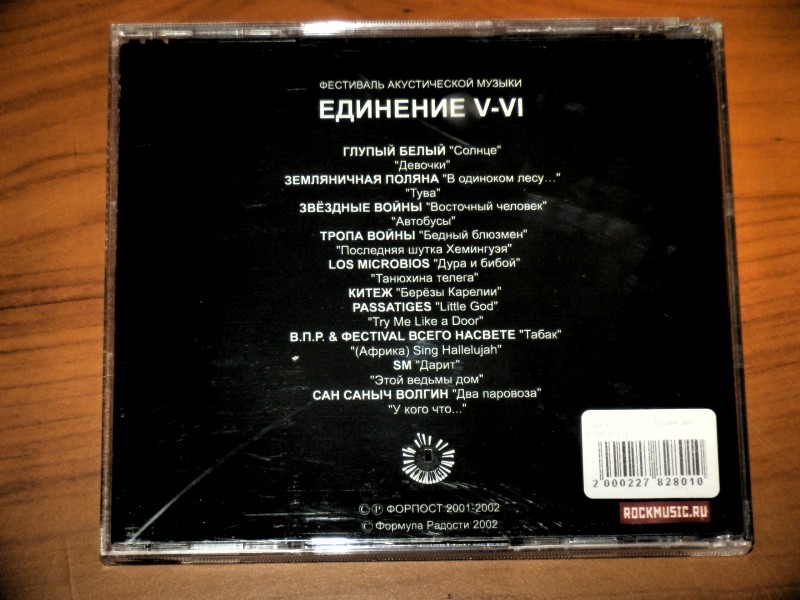 ФЕСТИВАЛЬ АКУСТИЧЕСКОЙ МУЗЫКИ
ЕДИНЕНИЕ V-VI
ГЛУПЫЙ БЕЛЫЙ "Солнце"
"Девочки"
ЗЕМЛЯНИЧНАЯ ПОЛЯНА "В одиноком лесу..."
"Тува"
ЗВЁЗДНЫЕ ВОЙНЫ "Восточный человек"
"Автобусы"
ТРОПА ВОЙНЫ "Бедный блюзмен"
"Последняя шутка Хемингуэя"
LOS MICROBIOS "Дура и бибой"
"Танюхина телега"
КИТЕЖ "Берёзы Карелии"
PASSATIGES "Little God"
"Try Me Like a Door"
В.П.Р. & ФЕСТIVAL ВСЕГО НАСВЕТЕ "Табак"
"(Африка) Sing Hallelujah"
SM "Дарит"
"Этой ведьмы дом"
САН САНЫЧ ВОЛГИН "Два паровоза"
"У кого что..."
© ℗ ФОРПОСТ 2001-2002
© Формула Радости 2002
2 000227 828010
ROCKMUSIC.RU